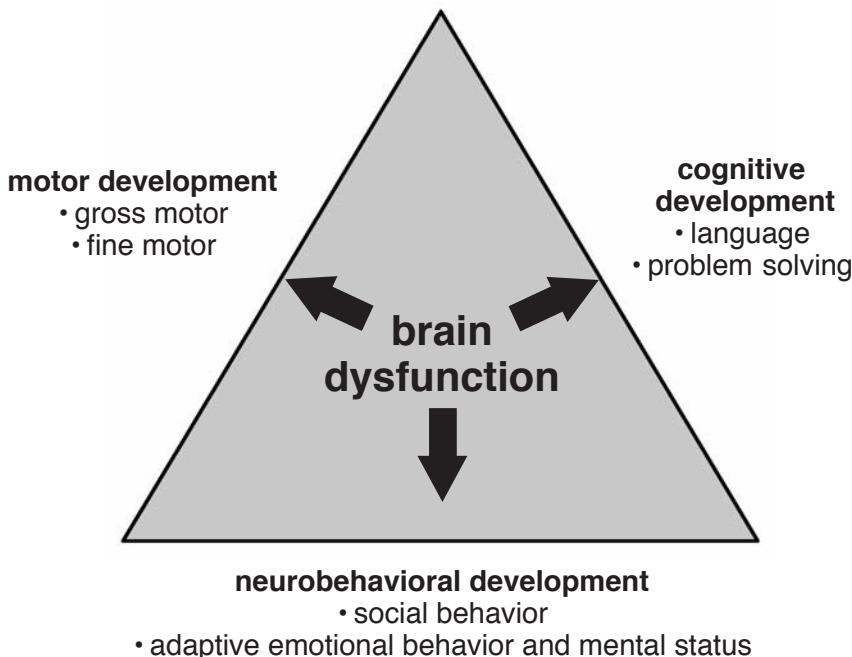 motor development
• gross motor
• fine motor
cognitive
development
• language
• problem solving
brain
dysfunction
neurobehavioral development
• social behavior
• adaptive emotional behavior and mental status